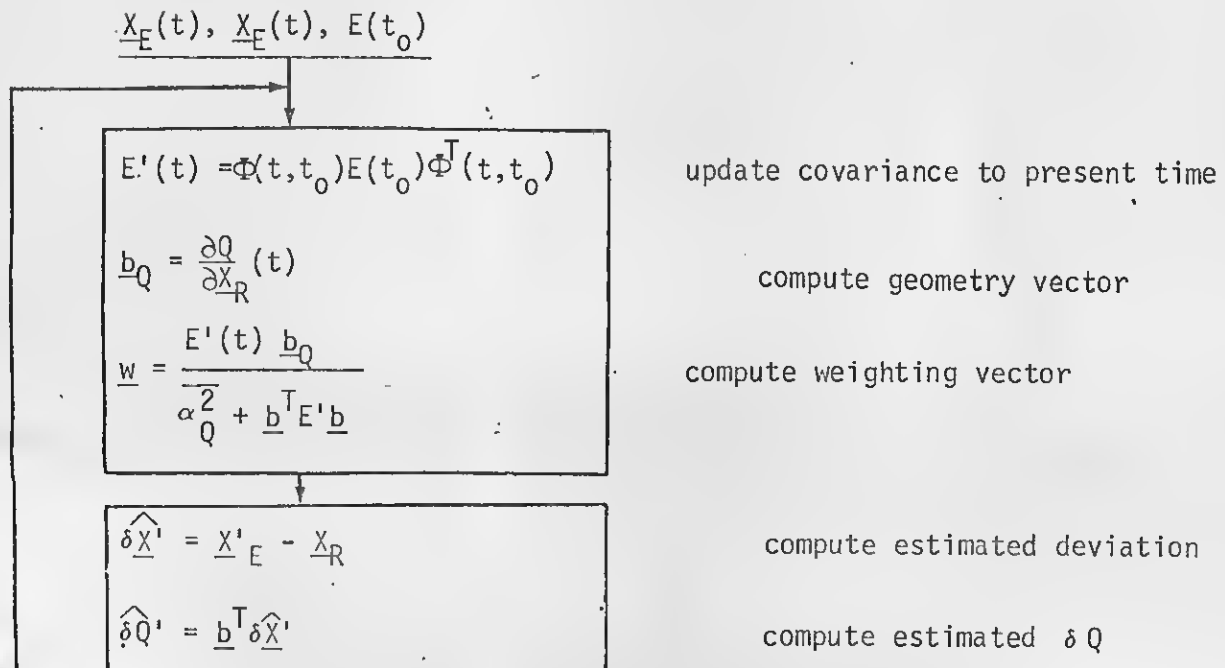 X_E(t), X_E(t), E(t_o)
E'(t) =Φ(t,t_o)E(t_o)Φ^T(t,t_o) update covariance to present time
b_Q = ∂Q/∂X_R (t) compute geometry vector
w = E'(t) b_Q / (\overline{α_Q^2} + b^T E' b) compute weighting vector
δX̂' = X'_E - X_R compute estimated deviation
δQ̂' = b^T δX̂' compute estimated δ Q